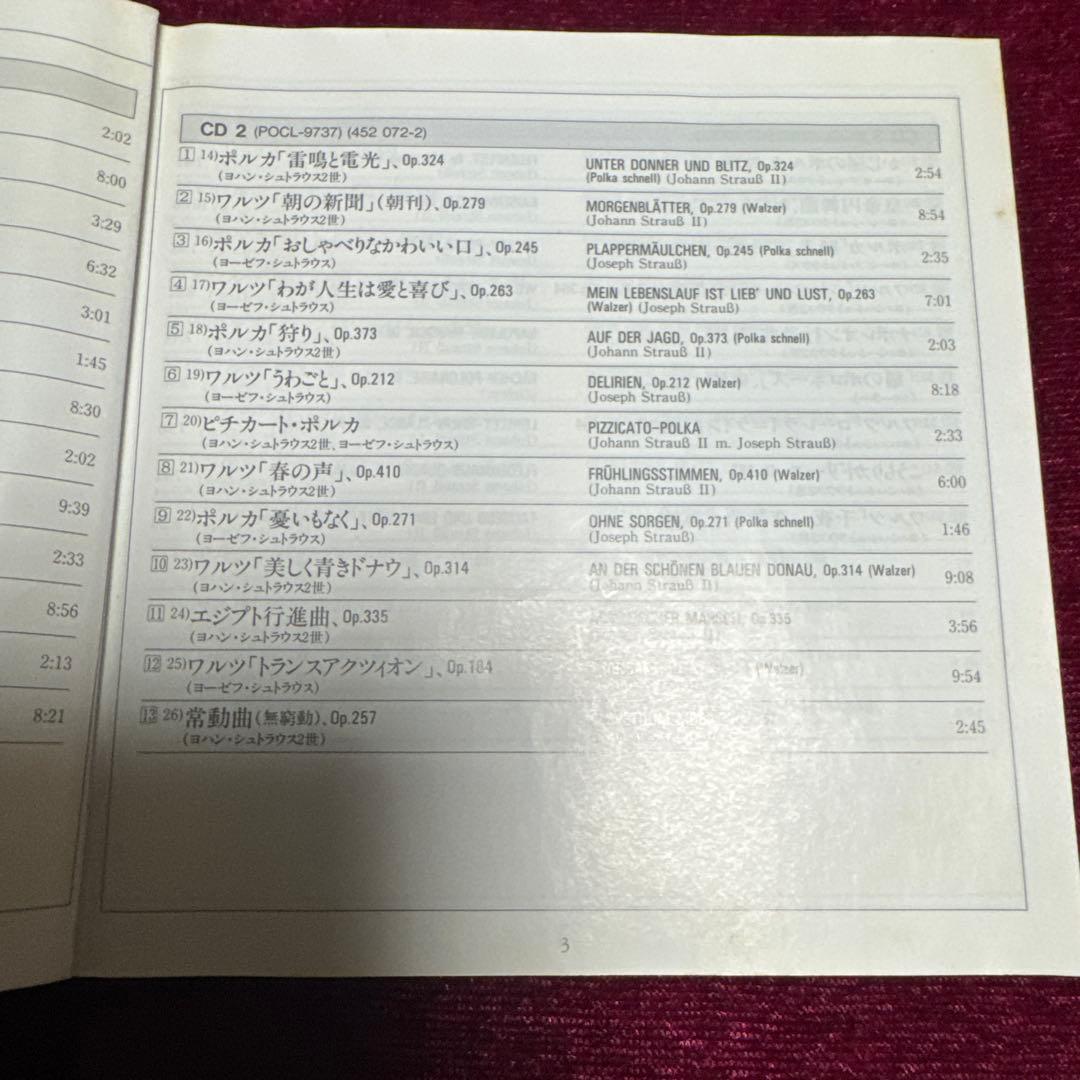 2:02
8:00
3:29
6:32
3:01
1:45
8:30
2:02
9:39
2:33
8:56
2:13
8:21
CD 2 (POCL-9737) (452 072-2)
1 14)ポルカ「雷鳴と電光」、Op.324 UNTER DONNER UND BLITZ, Op.324 2:54
(ヨハン・シュトラウス2世) (Polka schnell) (Johann Strauß II)
2 15)ワルツ「朝の新聞」(朝刊)、Op.279 MORGENBLÄTTER, Op.279 (Walzer) 8:54
(ヨハン・シュトラウス2世) (Johann Strauß II)
3 16)ポルカ「おしゃべりなかわいい口」、Op.245 PLAPPERMÄULCHEN, Op.245 (Polka schnell) 2:35
(ヨーゼフ・シュトラウス) (Joseph Strauß)
4 17)ワルツ「わが人生は愛と喜び」、Op.263 MEIN LEBENSLAUF IST LIEB' UND LUST, Op.263 7:01
(ヨーゼフ・シュトラウス) (Walzer) (Joseph Strauß)
5 18)ポルカ「狩り」、Op.373 AUF DER JAGD, Op.373 (Polka schnell) 2:03
(ヨハン・シュトラウス2世) (Johann Strauß II)
6 19)ワルツ「うわごと」、Op.212 DELIRIEN, Op.212 (Walzer) 8:18
(ヨーゼフ・シュトラウス) (Joseph Strauß)
7 20)ピチカート・ポルカ PIZZICATO-POLKA 2:33
(ヨハン・シュトラウス2世、ヨーゼフ・シュトラウス) (Johann Strauß II m. Joseph Strauß)
8 21)ワルツ「春の声」、Op.410 FRÜHLINGSSTIMMEN, Op.410 (Walzer) 6:00
(ヨハン・シュトラウス2世) (Johann Strauß II)
9 22)ポルカ「憂いもなく」、Op.271 OHNE SORGEN, Op.271 (Polka schnell) 1:46
(ヨーゼフ・シュトラウス) (Joseph Strauß)
10 23)ワルツ「美しく青きドナウ」、Op.314 AN DER SCHÖNEN BLAUEN DONAU, Op.314 (Walzer) 9:08
(ヨハン・シュトラウス2世) (Johann Strauß II)
11 24)エジプト行進曲、Op.335 MARSCH, Op.335 3:56
(ヨハン・シュトラウス2世)
12 25)ワルツ「トランスアクツィオン」、Op.184 (Walzer) 9:54
(ヨーゼフ・シュトラウス)
13 26)常動曲(無窮動)、Op.257 2:45
(ヨハン・シュトラウス2世)
3